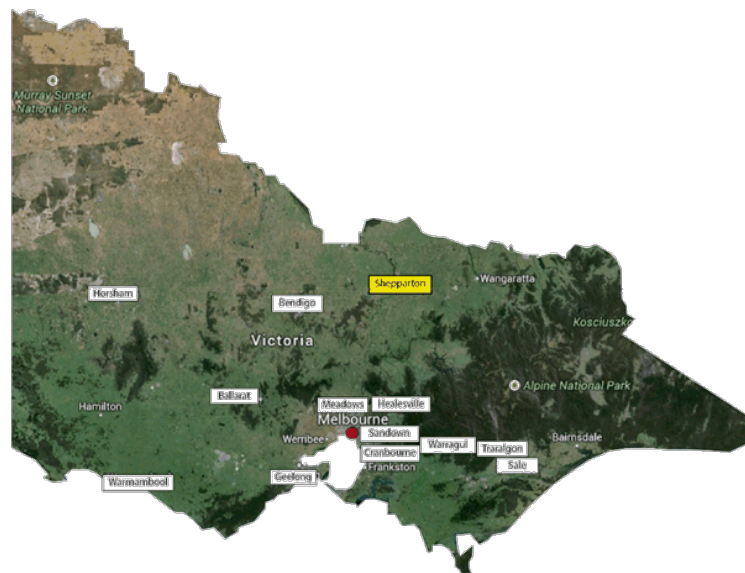 Murray Sunset
National Park
Shepparton
Wangaratta
Horsham
Bendigo
Kosciuszko
Victoria
Alpine National Park
Ballarat
Meadows
Healesville
Hamilton
Melbourne
Sandown
Werribee
Warragul
Bairnsdale
Traralgon
Cranbourne
Frankston
Sale
Geelong
Warrnambool